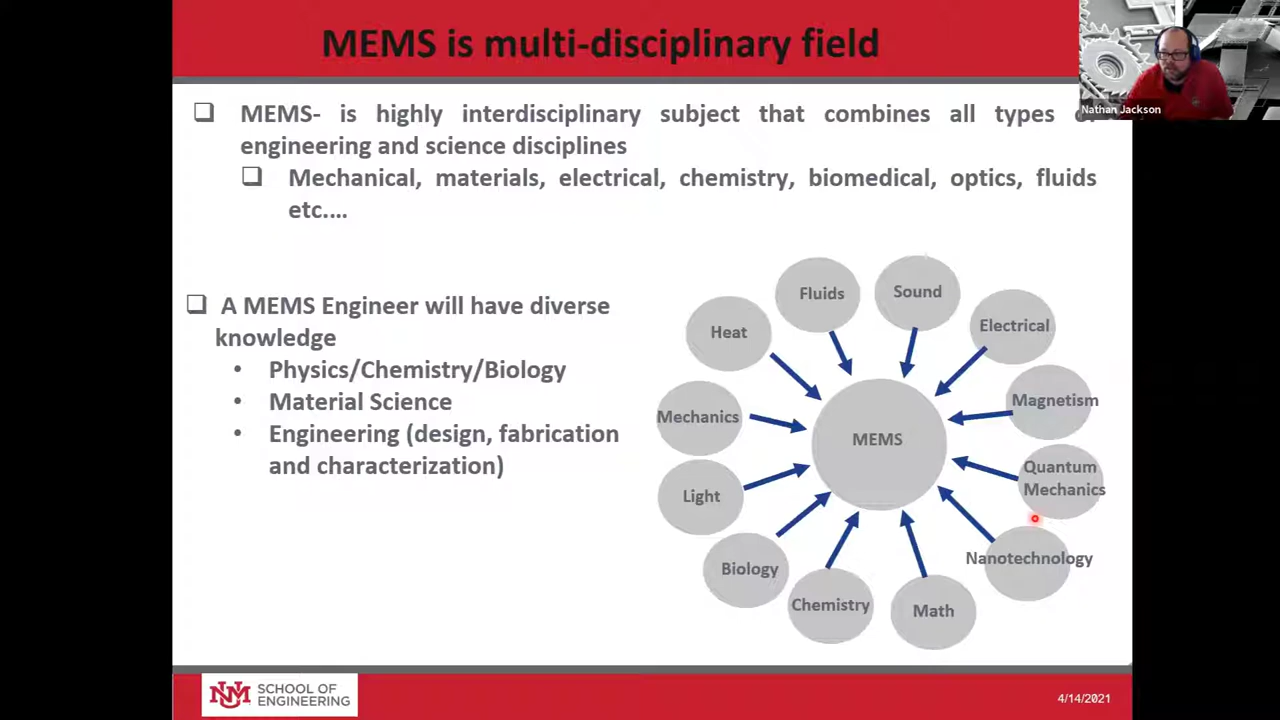 MEMS is multi-disciplinary field
Nathan Jackson
❑ MEMS- is highly interdisciplinary subject that combines all types
engineering and science disciplines
❑ Mechanical, materials, electrical, chemistry, biomedical, optics, fluids
etc.…
❑ A MEMS Engineer will have diverse
knowledge
• Physics/Chemistry/Biology
• Material Science
• Engineering (design, fabrication
and characterization)
Fluids
Sound
Heat
Electrical
Mechanics
Magnetism
MEMS
Light
Quantum
Mechanics
Biology
Nanotechnology
Chemistry
Math
NM
SCHOOL OF
ENGINEERING
4/14/2021